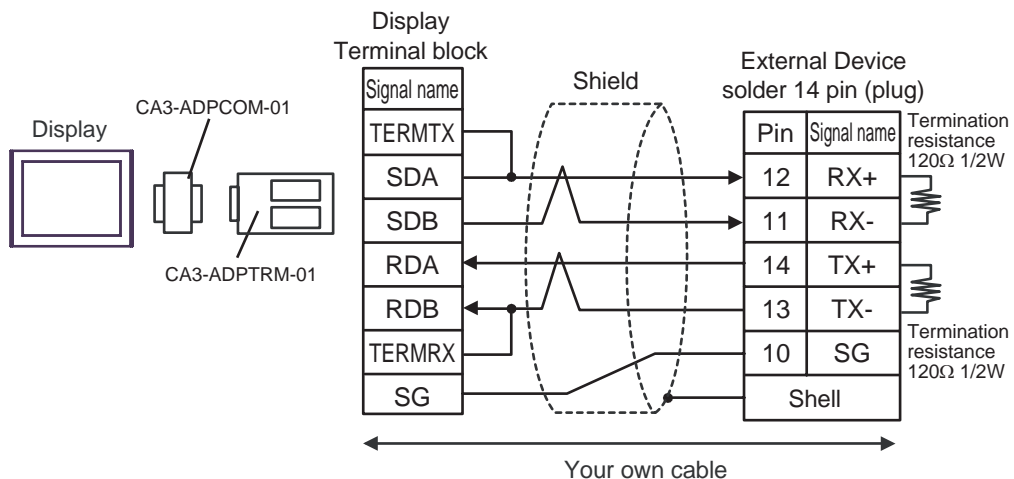 Display
Terminal block
External Device
solder 14 pin (plug)
Shield
CA3-ADPCOM-01
Display
CA3-ADPTRM-01
Signal name
TERMTX
SDA
SDB
RDA
RDB
TERMRX
SG
Pin Signal name
12 RX+
11 RX-
14 TX+
13 TX-
10 SG
Shell
Termination
resistance
120Ω 1/2W
Termination
resistance
120Ω 1/2W
Your own cable